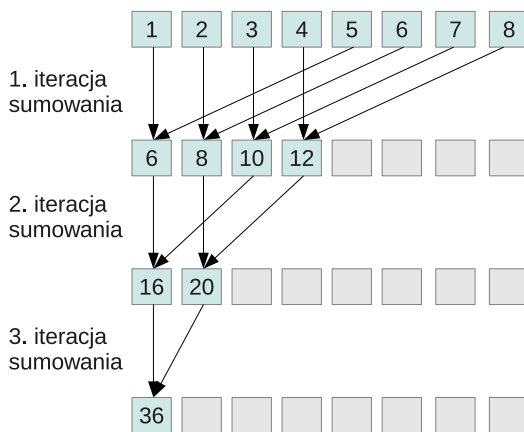 1 2 3 4 5 6 7 8
1. iteracja
sumowania
6 8 10 12
2. iteracja
sumowania
16 20
3. iteracja
sumowania
36